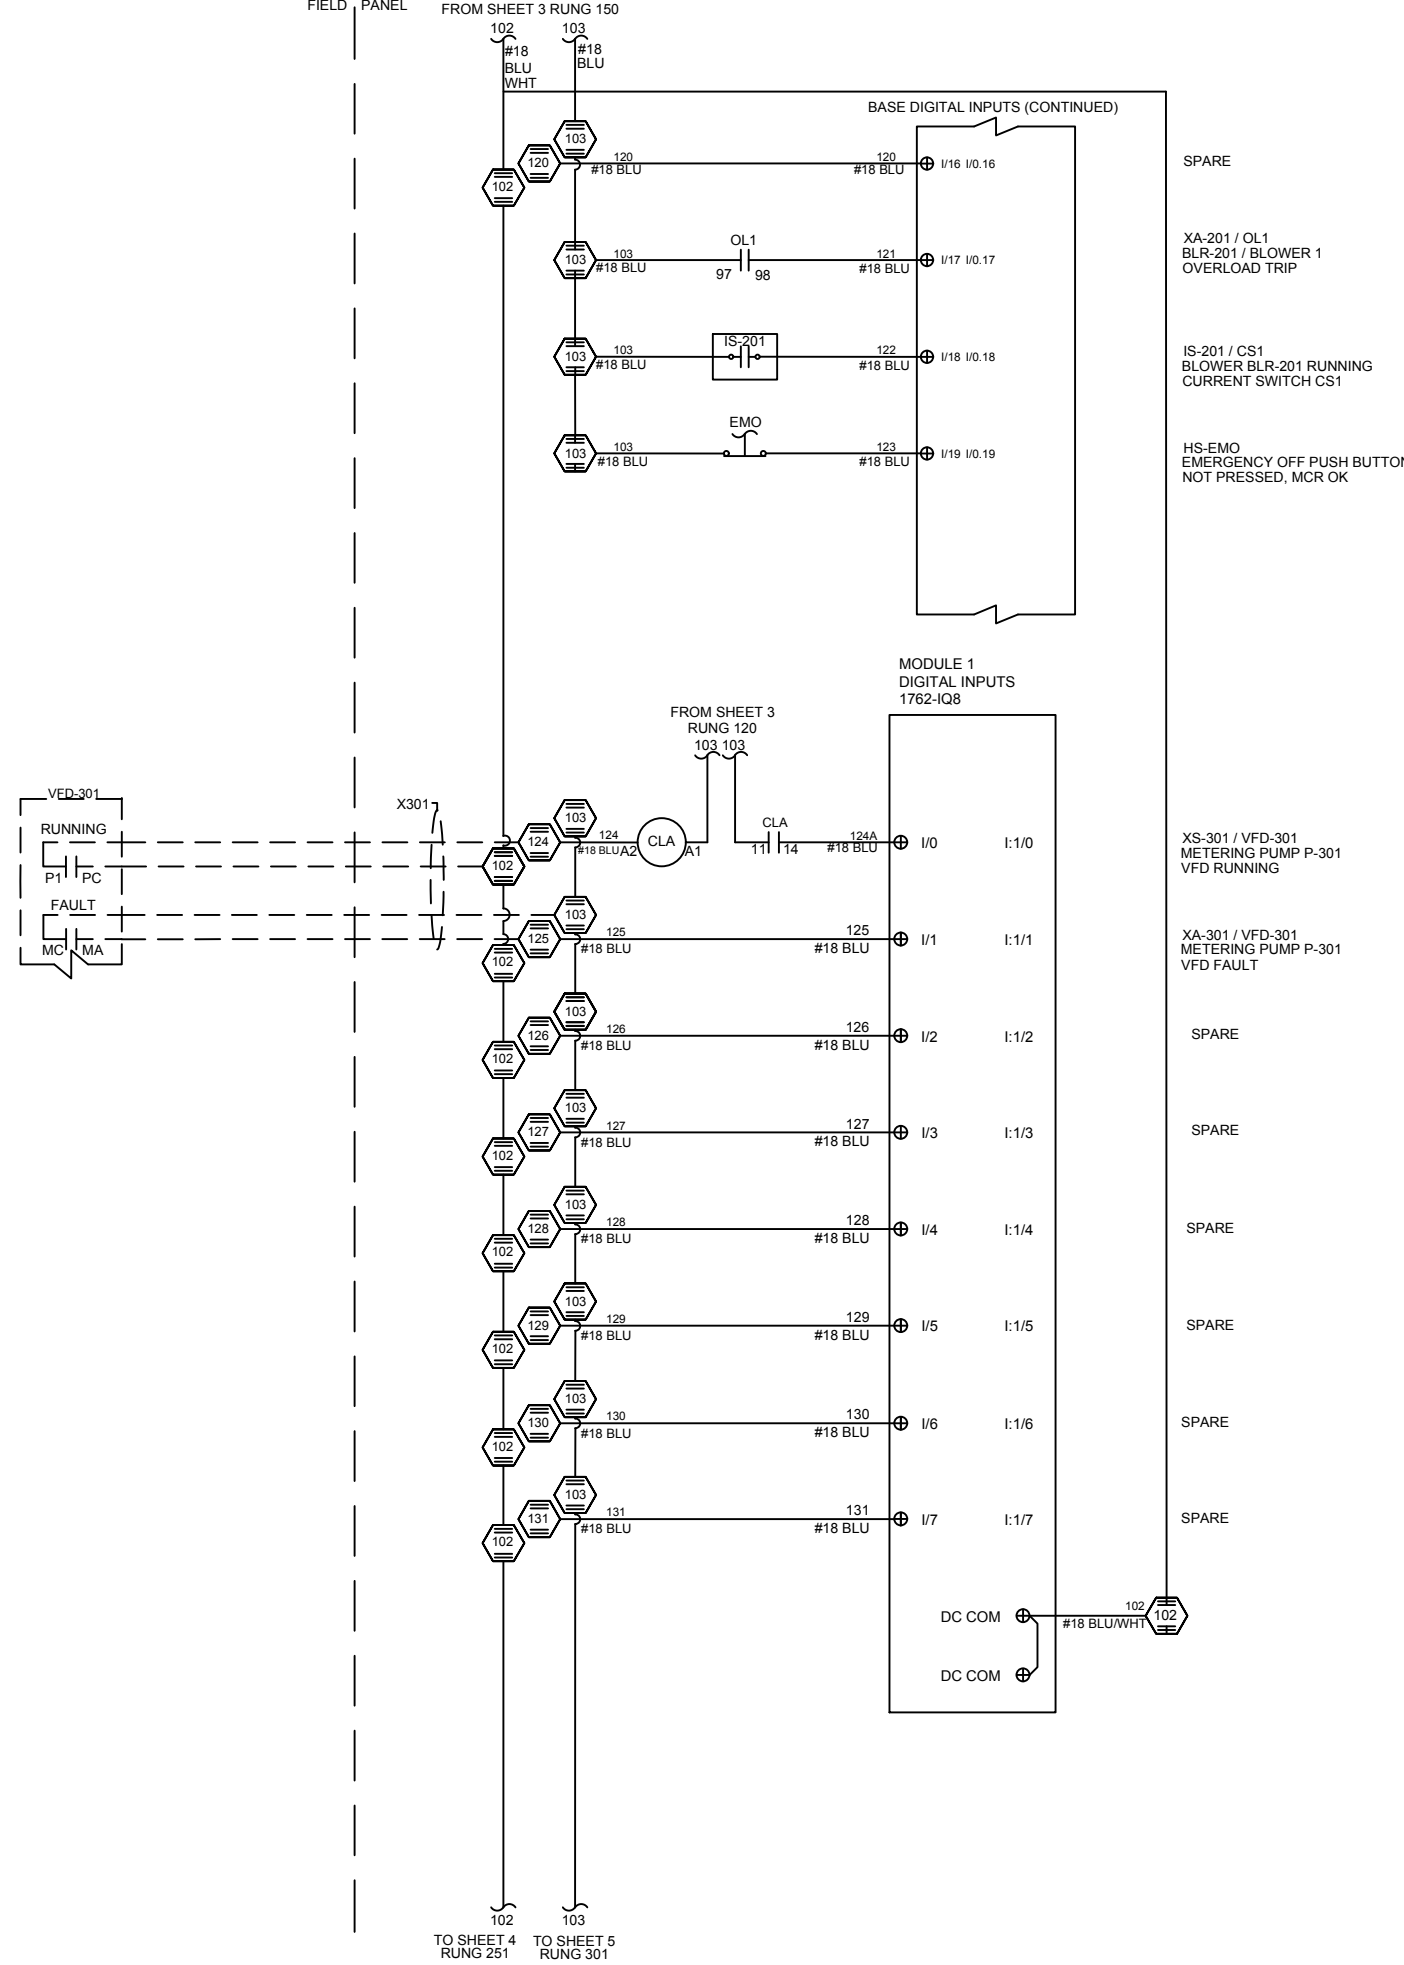 FIELD PANEL
FROM SHEET 3 RUNG 150
102 103
#18 #18
BLU BLU
WHT
BASE DIGITAL INPUTS (CONTINUED)
103
120 120 #18 BLU 120 #18 BLU I/16 I/0.16 SPARE
102
103 103 #18 BLU OL1 97 98 121 #18 BLU I/17 I/0.17
XA-201 / OL1
BLR-201 / BLOWER 1
OVERLOAD TRIP
103 103 #18 BLU IS-201 122 #18 BLU I/18 I/0.18
IS-201 / CS1
BLOWER BLR-201 RUNNING
CURRENT SWITCH CS1
103 103 #18 BLU EMO 123 #18 BLU I/19 I/0.19
HS-EMO
EMERGENCY OFF PUSH BUTTON
NOT PRESSED, MCR OK
MODULE 1
DIGITAL INPUTS
1762-IQ8
FROM SHEET 3
RUNG 120
103 103
VFD-301
RUNNING
P1 PC
FAULT
MC MA
X301
103
124 124 #18 BLU A2 CLA A1 CLA 11 14 124A #18 BLU I/0 I:1/0
102
XS-301 / VFD-301
METERING PUMP P-301
VFD RUNNING
103
125 125 #18 BLU 125 #18 BLU I/1 I:1/1
102
XA-301 / VFD-301
METERING PUMP P-301
VFD FAULT
103
126 126 #18 BLU 126 #18 BLU I/2 I:1/2 SPARE
102
103
127 127 #18 BLU 127 #18 BLU I/3 I:1/3 SPARE
102
103
128 128 #18 BLU 128 #18 BLU I/4 I:1/4 SPARE
102
103
129 129 #18 BLU 129 #18 BLU I/5 I:1/5 SPARE
102
103
130 130 #18 BLU 130 #18 BLU I/6 I:1/6 SPARE
102
103
131 131 #18 BLU 131 #18 BLU I/7 I:1/7 SPARE
102
DC COM 102 #18 BLU/WHT 102
DC COM
102 103
TO SHEET 4 TO SHEET 5
RUNG 251 RUNG 301